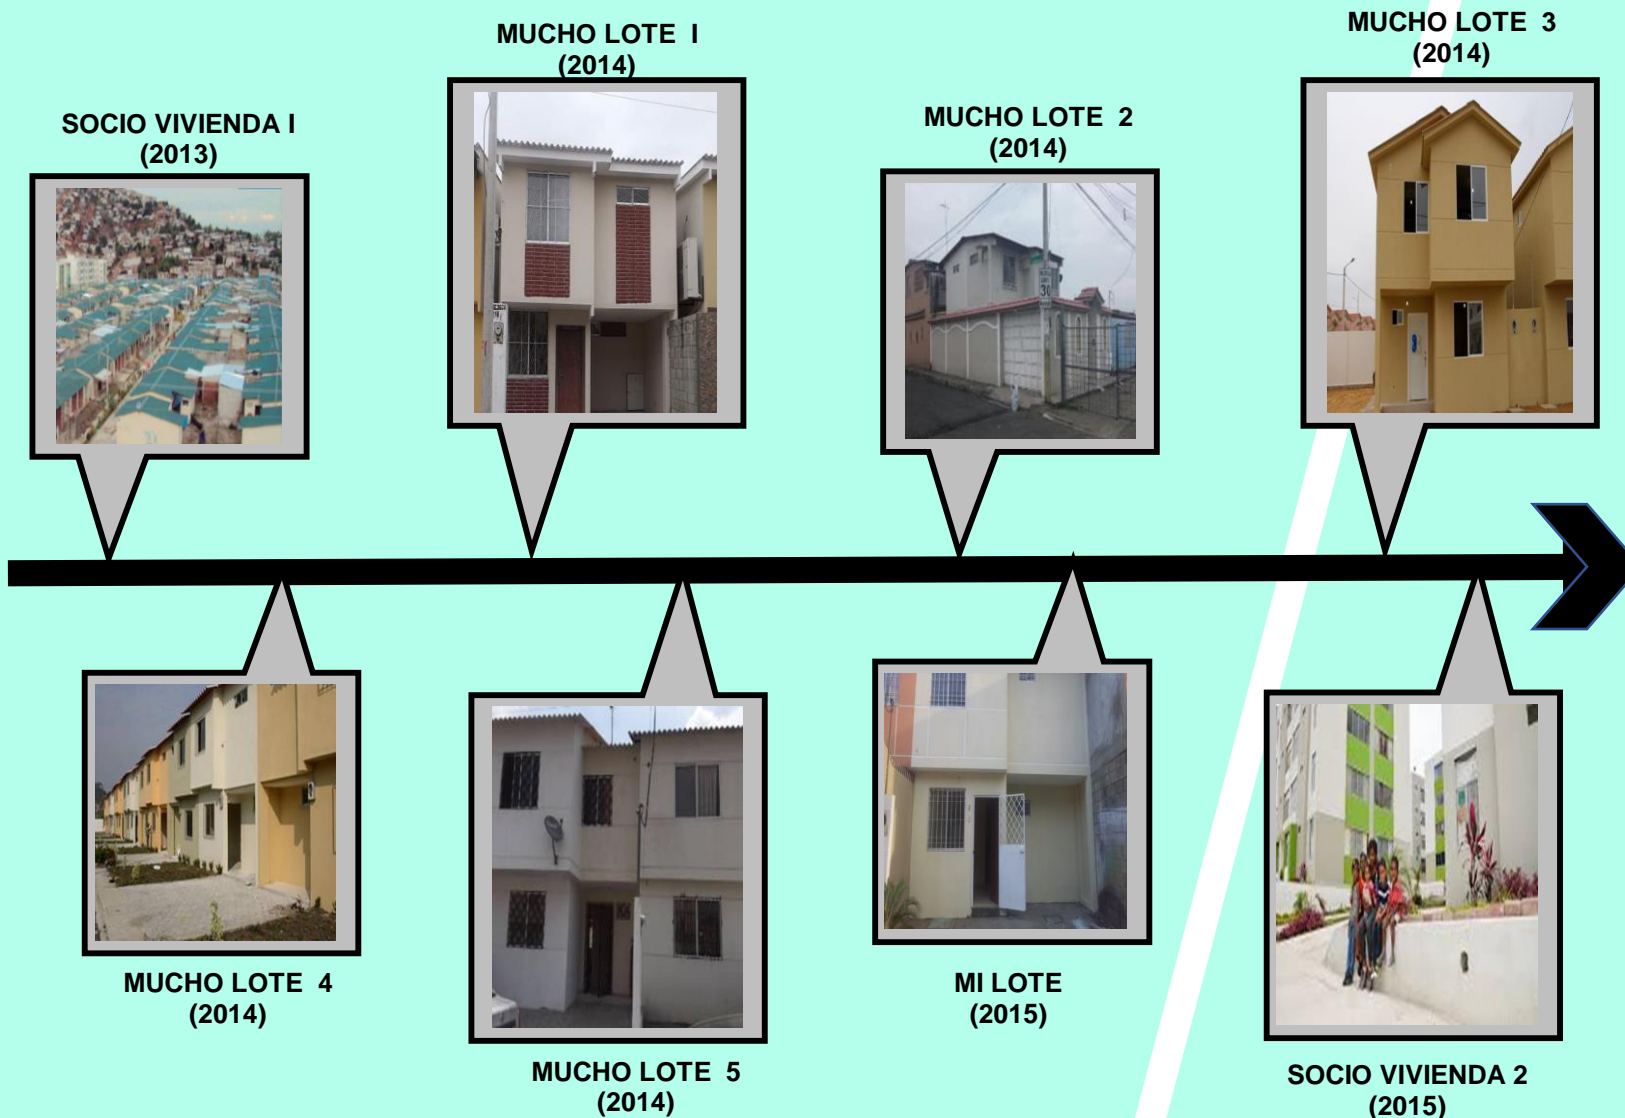 SOCIO VIVIENDA I
(2013)
MUCHO LOTE I
(2014)
MUCHO LOTE 2
(2014)
30
MUCHO LOTE 3
(2014)
MUCHO LOTE 4
(2014)
MUCHO LOTE 5
(2014)
MI LOTE
(2015)
SOCIO VIVIENDA 2
(2015)